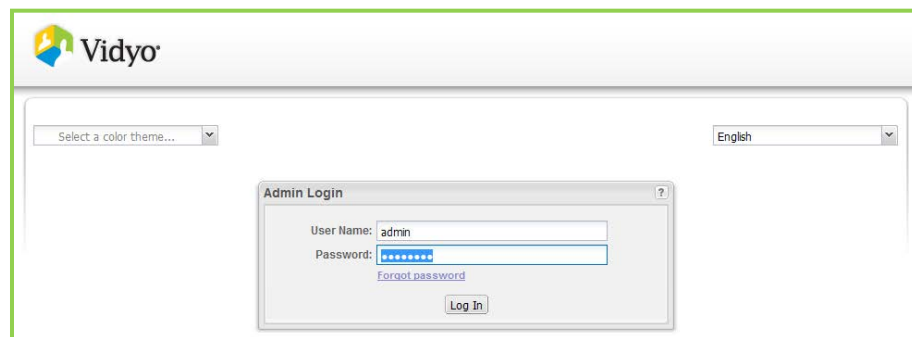 Vidyo
Select a color theme...
English
Admin Login
?
User Name: admin
Password: ••••••••
Forgot password
Log In